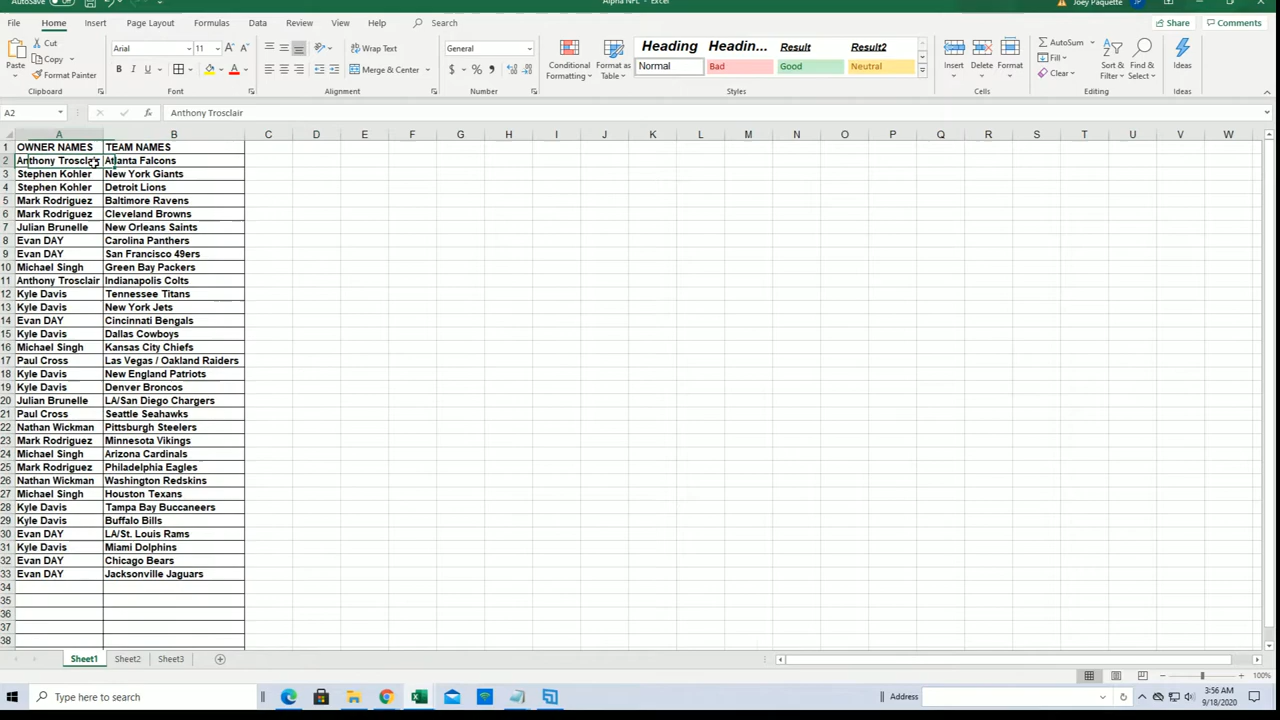 AutoSave Off Alpha NFL - Excel Joey Paquette JP
File Home Insert Page Layout Formulas Data Review View Help Search Share Comments
Paste Cut Copy Format Painter Clipboard
Arial 11 A A B I U A Font
Wrap Text Merge & Center Alignment
General $ % , Number
Conditional Formatting Format as Table
Heading Headin... Result Result2
Normal Bad Good Neutral
Styles
Insert Delete Format Cells
AutoSum Fill Clear Sort & Filter Find & Select Editing
Ideas Ideas
A2 fx Anthony Trosclair
A B C D E F G H I J K L M N O P Q R S T U V W
1 OWNER NAMES TEAM NAMES
2 Anthony Trosclair Atlanta Falcons
3 Stephen Kohler New York Giants
4 Stephen Kohler Detroit Lions
5 Mark Rodriguez Baltimore Ravens
6 Mark Rodriguez Cleveland Browns
7 Julian Brunelle New Orleans Saints
8 Evan DAY Carolina Panthers
9 Evan DAY San Francisco 49ers
10 Michael Singh Green Bay Packers
11 Anthony Trosclair Indianapolis Colts
12 Kyle Davis Tennessee Titans
13 Kyle Davis New York Jets
14 Evan DAY Cincinnati Bengals
15 Kyle Davis Dallas Cowboys
16 Michael Singh Kansas City Chiefs
17 Paul Cross Las Vegas / Oakland Raiders
18 Kyle Davis New England Patriots
19 Kyle Davis Denver Broncos
20 Julian Brunelle LA/San Diego Chargers
21 Paul Cross Seattle Seahawks
22 Nathan Wickman Pittsburgh Steelers
23 Mark Rodriguez Minnesota Vikings
24 Michael Singh Arizona Cardinals
25 Mark Rodriguez Philadelphia Eagles
26 Nathan Wickman Washington Redskins
27 Michael Singh Houston Texans
28 Kyle Davis Tampa Bay Buccaneers
29 Kyle Davis Buffalo Bills
30 Evan DAY LA/St. Louis Rams
31 Kyle Davis Miami Dolphins
32 Evan DAY Chicago Bears
33 Evan DAY Jacksonville Jaguars
34
35
36
37
38
Sheet1 Sheet2 Sheet3
100%
Type here to search Address 3:56 AM
9/18/2020